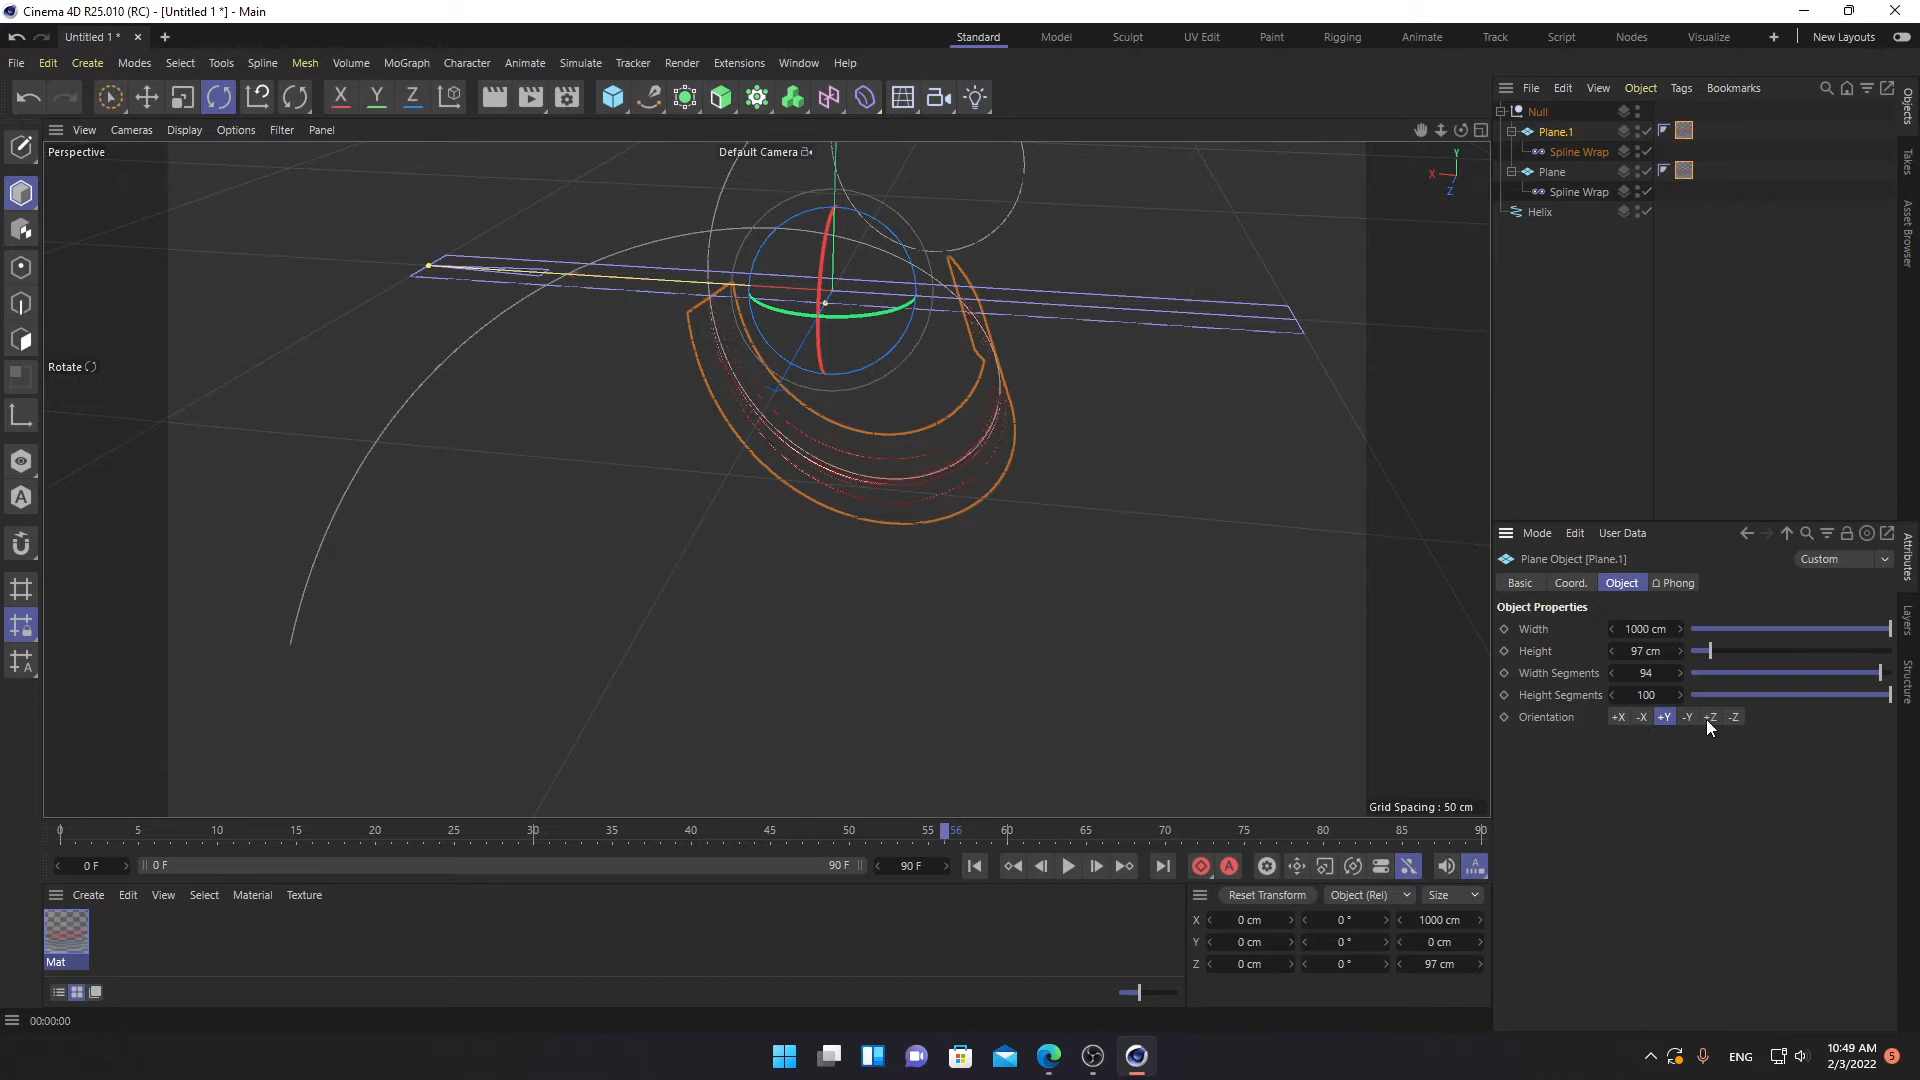 Cinema 4D R25.010 (RC) - [Untitled 1 *] - Main
Untitled 1 *
Standard Model Sculpt UV Edit Paint Rigging Animate Track Script Nodes Visualize New Layouts
File Edit Create Modes Select Tools Spline Mesh Volume MoGraph Character Animate Simulate Tracker Render Extensions Window Help
X Y Z
File Edit View Object Tags Bookmarks
Objects
Takes
Asset Browser
Null
Plane.1
Spline Wrap
Plane
Spline Wrap
Helix
View Cameras Display Options Filter Panel
Perspective
Default Camera
Y
X
Z
Rotate
Grid Spacing : 50 cm
Mode Edit User Data
Attributes
Layers
Structure
Plane Object [Plane.1]
Custom
Basic Coord. Object Phong
Object Properties
Width 1000 cm
Height 97 cm
Width Segments 94
Height Segments 100
Orientation +X -X +Y -Y +Z -Z
0 5 10 15 20 25 30 35 40 45 50 55 56 60 65 70 75 80 85 90
0 F 0 F 90 F 90 F
Create Edit View Select Material Texture
Mat
Reset Transform Object (Rel) Size
X 0 cm 0 ° 1000 cm
Y 0 cm 0 ° 0 cm
Z 0 cm 0 ° 97 cm
00:00:00
ENG
10:49 AM
2/3/2022
5